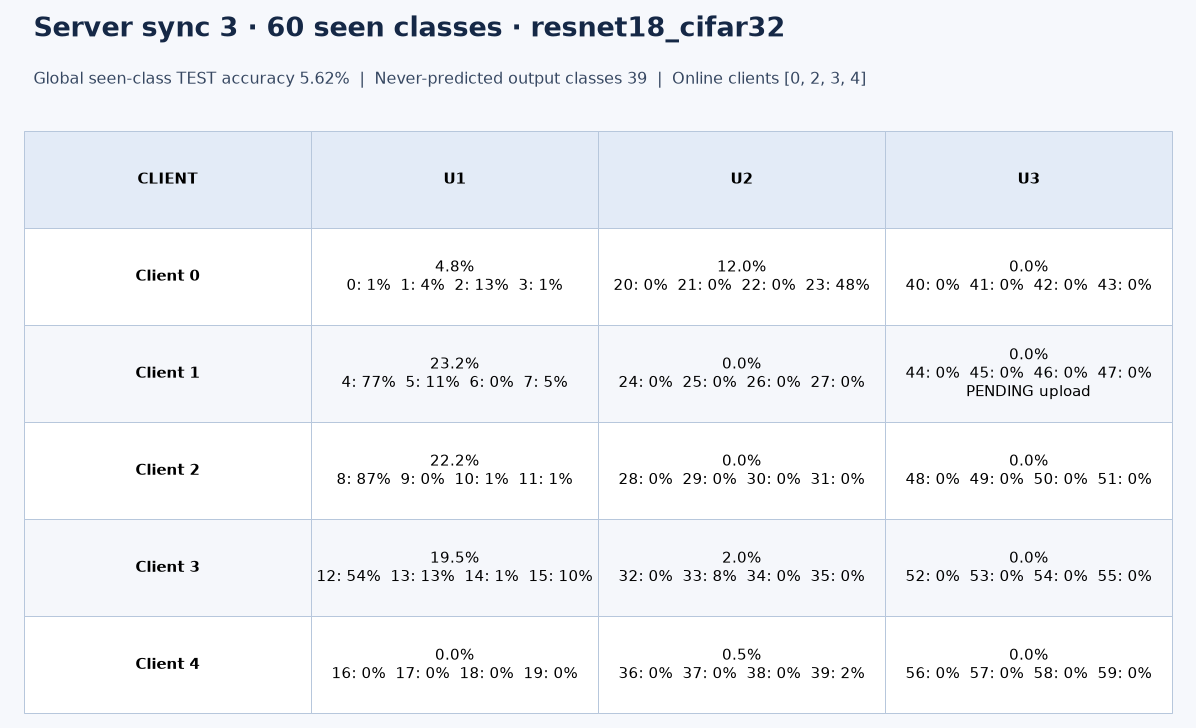 Server sync 3 · 60 seen classes · resnet18_cifar32
Global seen-class TEST accuracy 5.62% | Never-predicted output classes 39 | Online clients [0, 2, 3, 4]
CLIENT U1 U2 U3
Client 0
4.8%
0: 1% 1: 4% 2: 13% 3: 1%
12.0%
20: 0% 21: 0% 22: 0% 23: 48%
0.0%
40: 0% 41: 0% 42: 0% 43: 0%
Client 1
23.2%
4: 77% 5: 11% 6: 0% 7: 5%
0.0%
24: 0% 25: 0% 26: 0% 27: 0%
0.0%
44: 0% 45: 0% 46: 0% 47: 0%
PENDING upload
Client 2
22.2%
8: 87% 9: 0% 10: 1% 11: 1%
0.0%
28: 0% 29: 0% 30: 0% 31: 0%
0.0%
48: 0% 49: 0% 50: 0% 51: 0%
Client 3
19.5%
12: 54% 13: 13% 14: 1% 15: 10%
2.0%
32: 0% 33: 8% 34: 0% 35: 0%
0.0%
52: 0% 53: 0% 54: 0% 55: 0%
Client 4
0.0%
16: 0% 17: 0% 18: 0% 19: 0%
0.5%
36: 0% 37: 0% 38: 0% 39: 2%
0.0%
56: 0% 57: 0% 58: 0% 59: 0%